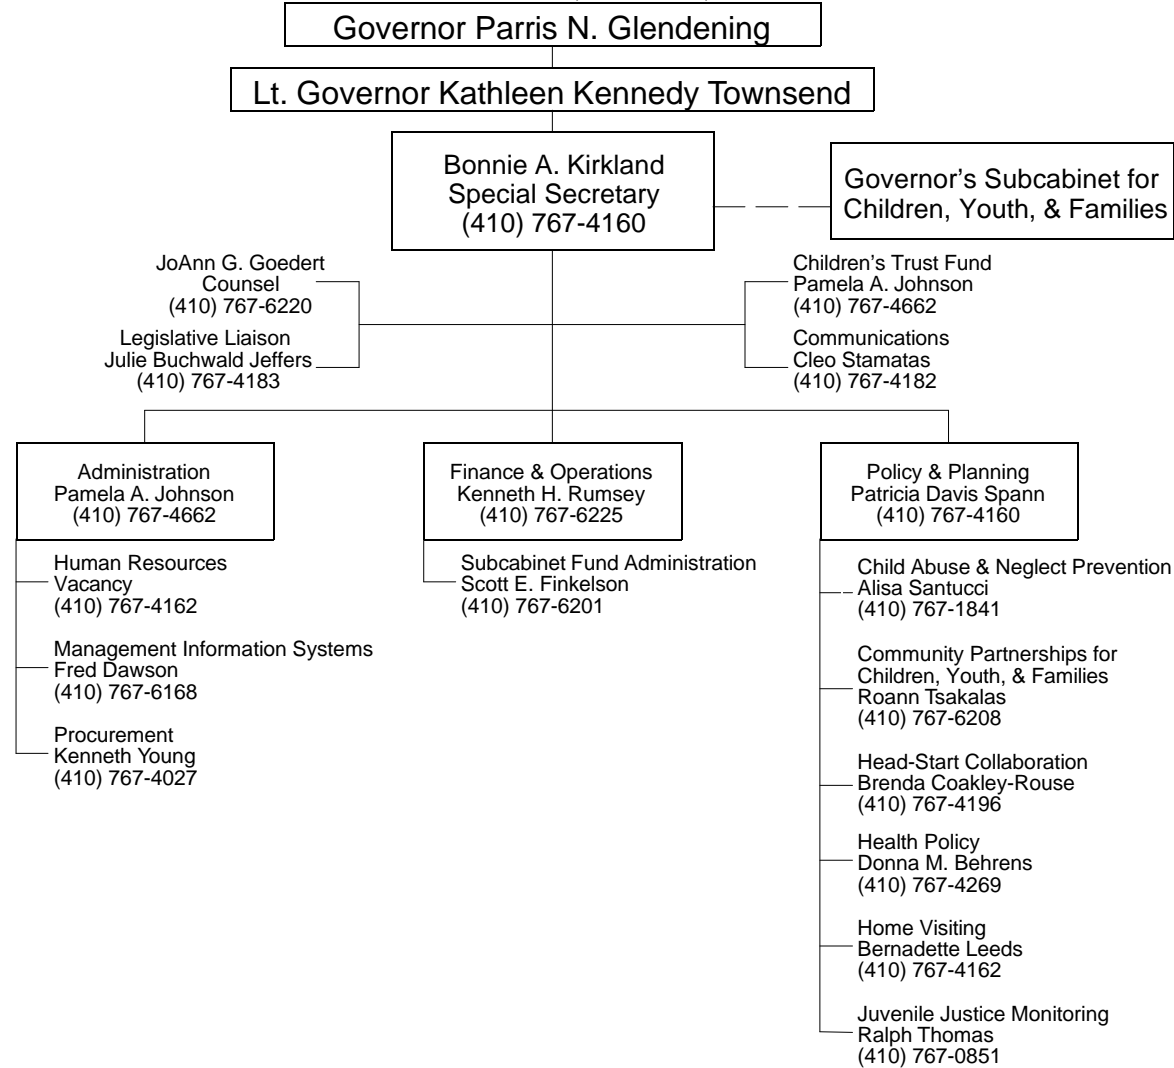 Governor Parris N. Glendening
Lt. Governor Kathleen Kennedy Townsend
Bonnie A. Kirkland
Special Secretary
(410) 767-4160
Governor’s Subcabinet for
Children, Youth, & Families
JoAnn G. Goedert
Counsel
(410) 767-6220
Legislative Liaison
Julie Buchwald Jeffers
(410) 767-4183
Children’s Trust Fund
Pamela A. Johnson
(410) 767-4662
Communications
Cleo Stamatas
(410) 767-4182
Administration
Pamela A. Johnson
(410) 767-4662
Human Resources
Vacancy
(410) 767-4162
Management Information Systems
Fred Dawson
(410) 767-6168
Procurement
Kenneth Young
(410) 767-4027
Finance & Operations
Kenneth H. Rumsey
(410) 767-6225
Subcabinet Fund Administration
Scott E. Finkelson
(410) 767-6201
Policy & Planning
Patricia Davis Spann
(410) 767-4160
Child Abuse & Neglect Prevention
Alisa Santucci
(410) 767-1841
Community Partnerships for
Children, Youth, & Families
Roann Tsakalas
(410) 767-6208
Head-Start Collaboration
Brenda Coakley-Rouse
(410) 767-4196
Health Policy
Donna M. Behrens
(410) 767-4269
Home Visiting
Bernadette Leeds
(410) 767-4162
Juvenile Justice Monitoring
Ralph Thomas
(410) 767-0851